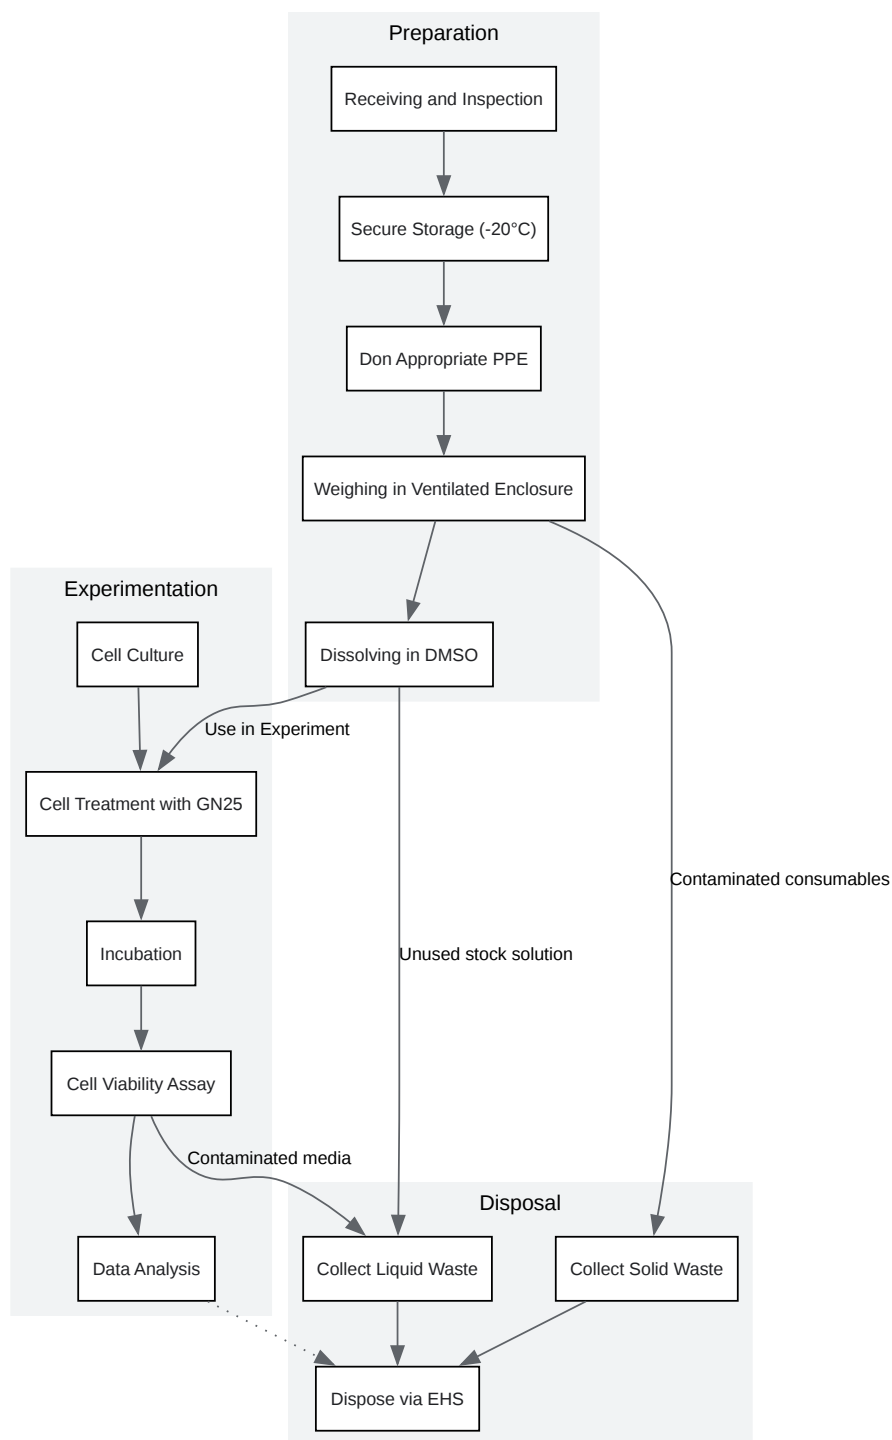 Preparation
Receiving and Inspection
Secure Storage (-20°C)
Don Appropriate PPE
Weighing in Ventilated Enclosure
Experimentation
Cell Culture
Dissolving in DMSO
Use in Experiment
Cell Treatment with GN25
Contaminated consumables
Incubation
Unused stock solution
Cell Viability Assay
Contaminated media
Disposal
Data Analysis
Collect Liquid Waste
Collect Solid Waste
Dispose via EHS